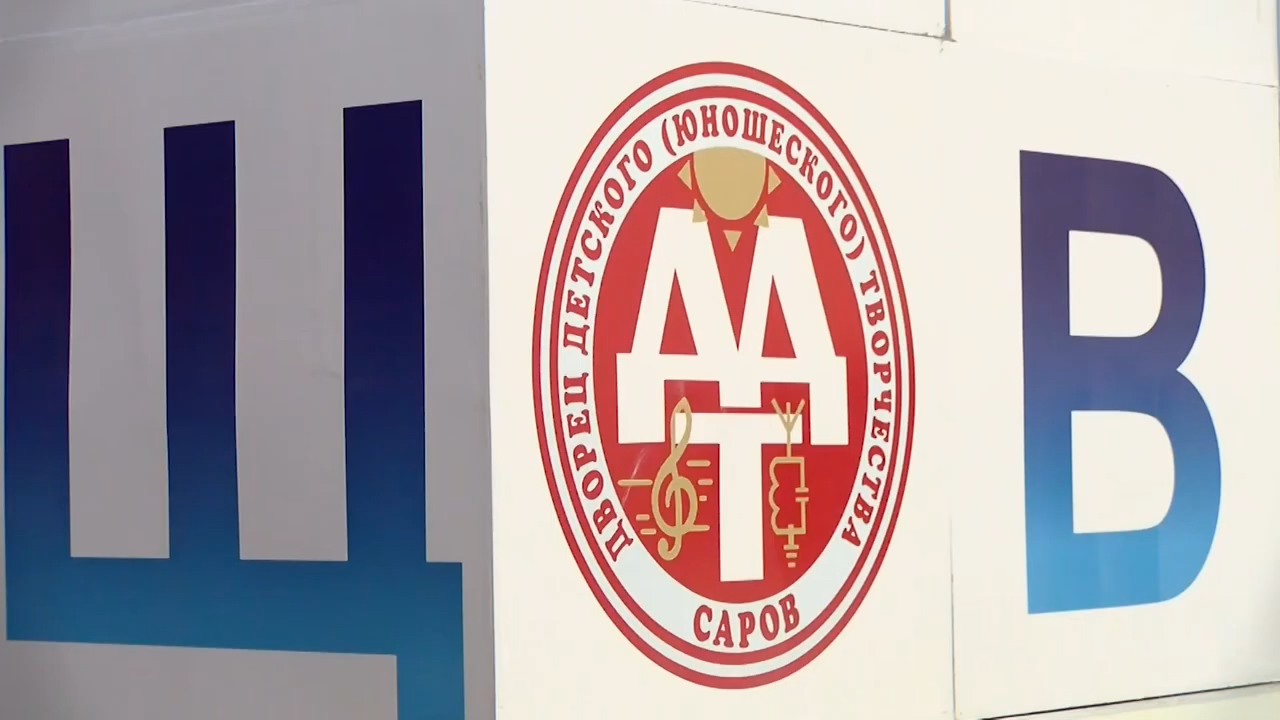 Щ
ДВОРЕЦ ДЕТСКОГО (ЮНОШЕСКОГО) ТВОРЧЕСТВА
ДДТ
САРОВ
В